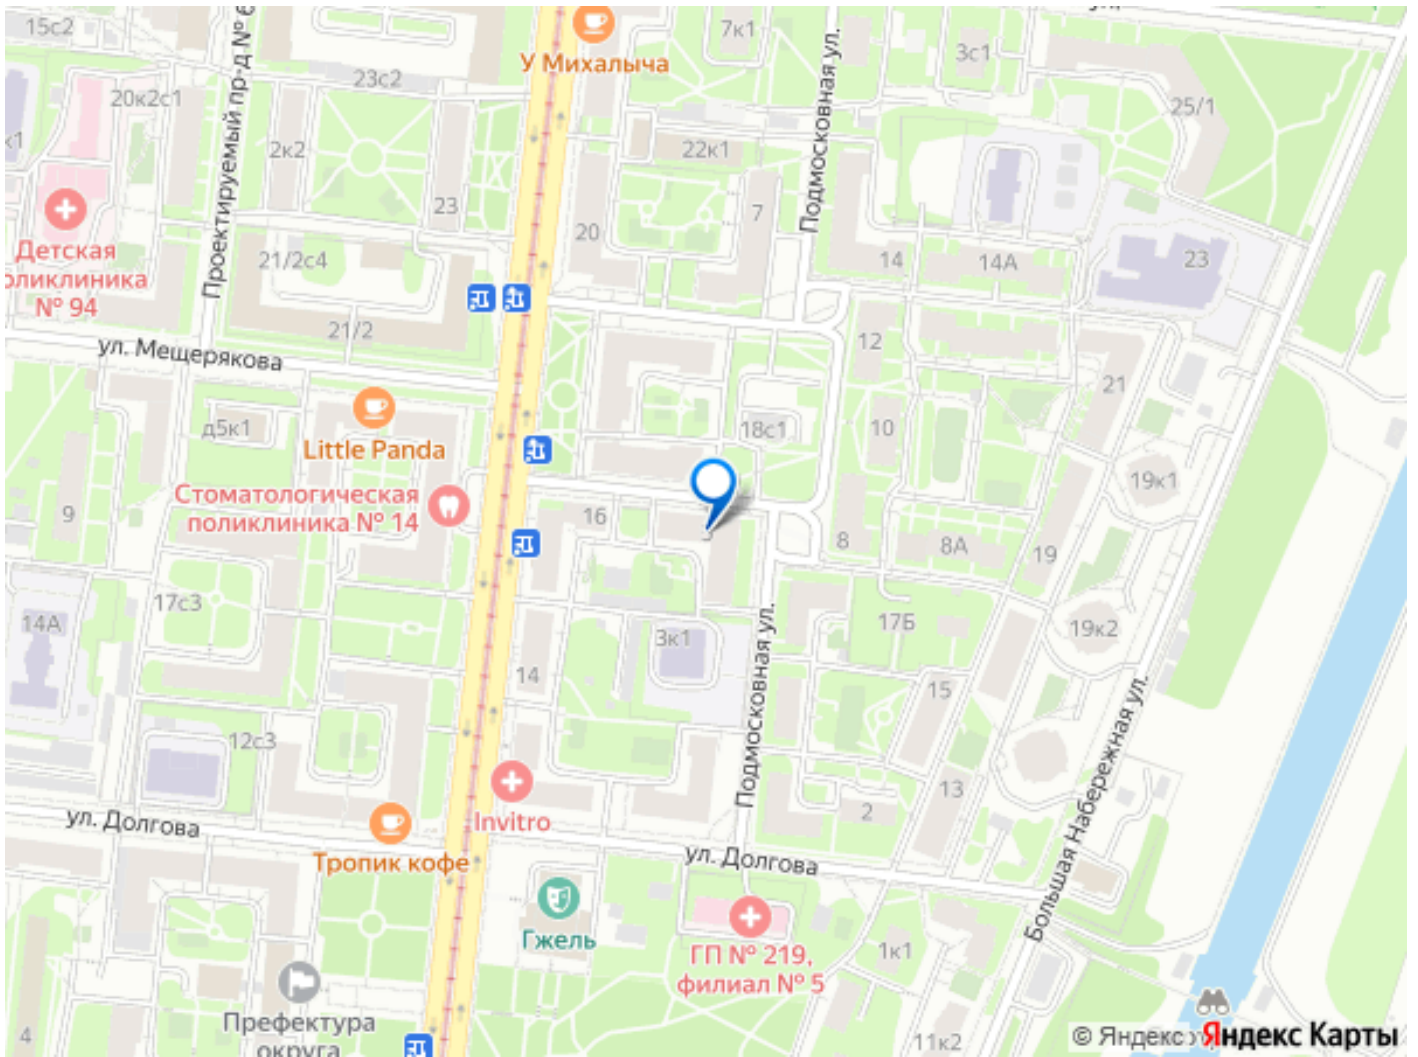 15с2
7к1
3с1
У Михалыча
23с2
20к2с1
Проектируемый пр-д №
25/1
Подмосковная ул.
2к2
22к1
23
20
7
Детская
поликлиника
№ 94
21/2с4
14
14А
23
21/2
12
ул. Мещерякова
21
д5к1
Little Panda
18с1
10
Стоматологическая
поликлиника № 14
19к1
9
16
8
8А
19
17с3
14А
3к1
17Б
19к2
14
Подмосковная ул.
15
12с3
13
2
ул. Долгова
Invitro
Тропик кофе
ул. Долгова
Большая Набережная ул.
Гжель
ГП № 219,
филиал № 5
1к1
Префектура
округа
4
11к2
© Яндекс
Яндекс Карты